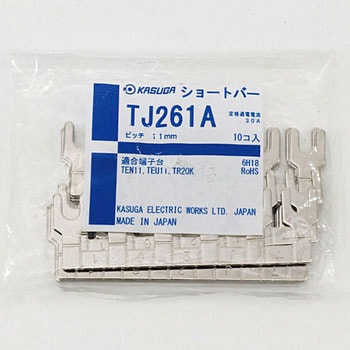 KASUGA ショートバー
TJ261A 定格通電電流
30A
ピッチ 11mm 10コ入
適合端子台 6H18
TEN11,TEU11,TR20K RoHS
KASUGA ELECTRIC WORKS LTD. JAPAN
MADE IN JAPAN